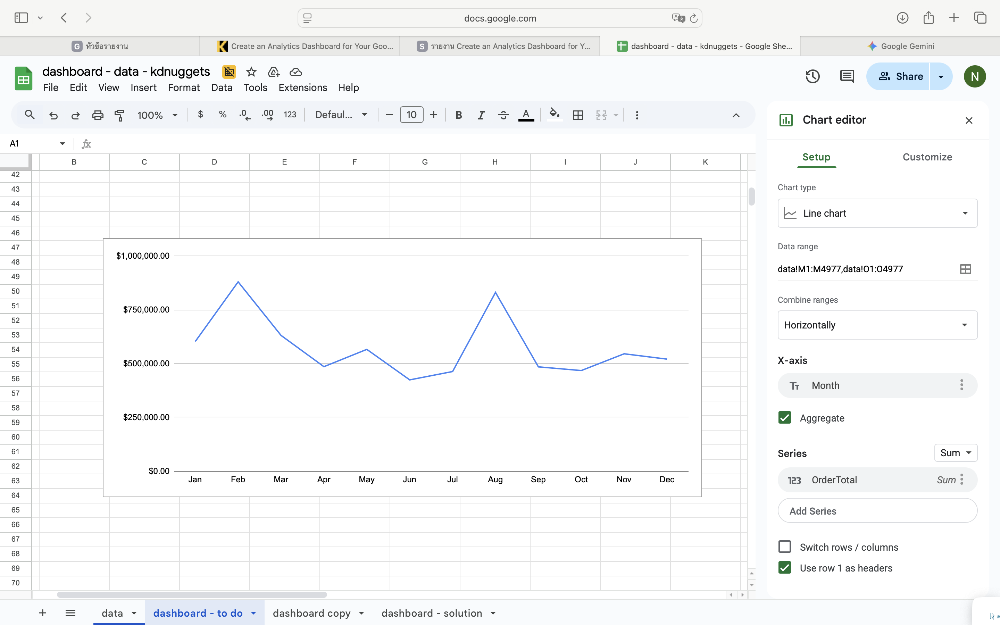 docs.google.com
G หัวข้อรายงาน
Create an Analytics Dashboard for Your Goo...
S รายงาน Create an Analytics Dashboard for Y...
dashboard - data - kdnuggets - Google She...
Google Gemini
dashboard - data - kdnuggets
File Edit View Insert Format Data Tools Extensions Help
Share
N
100% $ % .0 .00 123 Defaul... 10 B I A
A1 fx
B C D E F G H I J K
42
43
44
45
46
47
48
49
50
51
52
53
54
55
56
57
58
59
60
61
62
63
64
65
66
67
68
69
70
$1,000,000.00
$750,000.00
$500,000.00
$250,000.00
$0.00
Jan Feb Mar Apr May Jun Jul Aug Sep Oct Nov Dec
Chart editor
Setup Customize
Chart type
Line chart
Data range
data!M1:M4977,data!O1:O4977
Combine ranges
Horizontally
X-axis
Tт Month
Aggregate
Series Sum
123 OrderTotal Sum
Add Series
Switch rows / columns
Use row 1 as headers
data dashboard - to do dashboard copy dashboard - solution